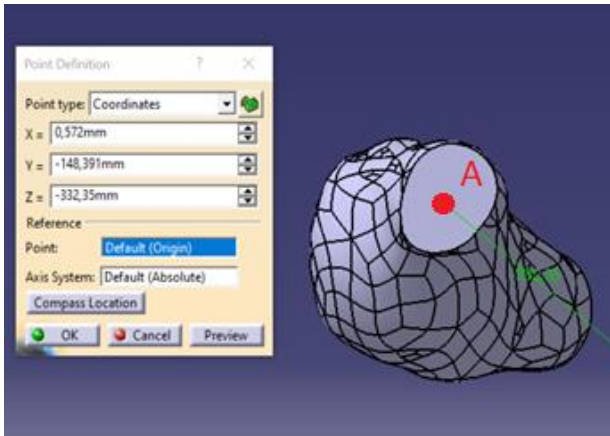 Point Definition ? ×
Point type: Coordinates
X = 0,572mm
Y = -148,391mm
Z = -332,35mm
Reference
Point: Default (Origin)
Axis System: Default (Absolute)
Compass Location
OK Cancel Preview
A